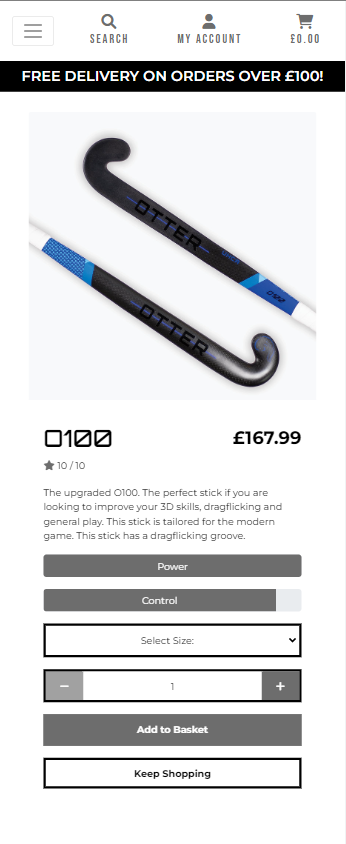 SEARCH
MY ACCOUNT
£0.00
FREE DELIVERY ON ORDERS OVER £100!
OTTER
OTTER
O100
£167.99
10 / 10
The upgraded O100. The perfect stick if you are
looking to improve your 3D skills, dragflicking and
general play. This stick is tailored for the modern
game. This stick has a dragflicking groove.
Power
Control
Select Size:
− 1 +
Add to Basket
Keep Shopping